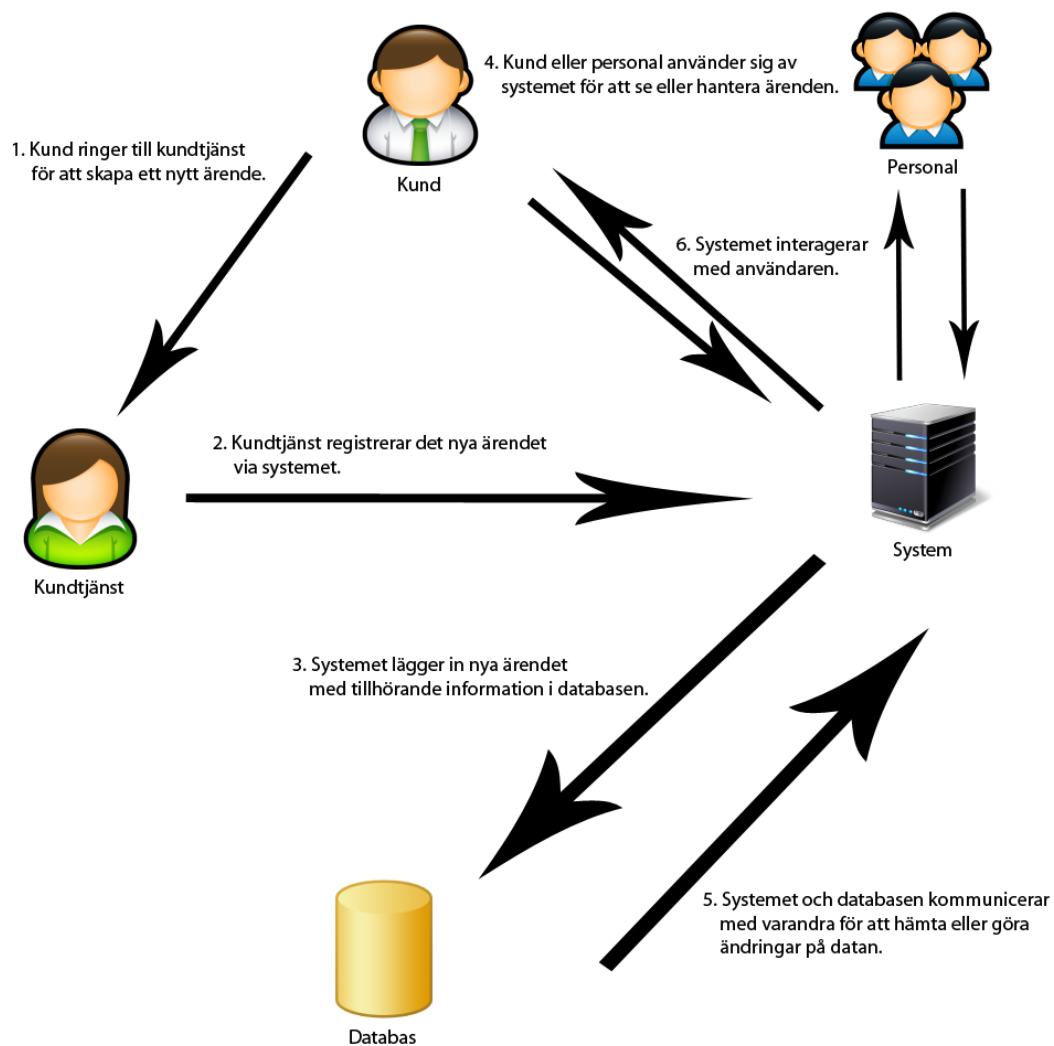 4. Kund eller personal använder sig av
systemet för att se eller hantera ärenden.
1. Kund ringer till kundtjänst
för att skapa ett nytt ärende.
Kund
Personal
6. Systemet interagerar
med användaren.
2. Kundtjänst registrerar det nya ärendet
via systemet.
System
Kundtjänst
3. Systemet lägger in nya ärendet
med tillhörande information i databasen.
5. Systemet och databasen kommunicerar
med varandra för att hämta eller göra
ändringar på datan.
Databas